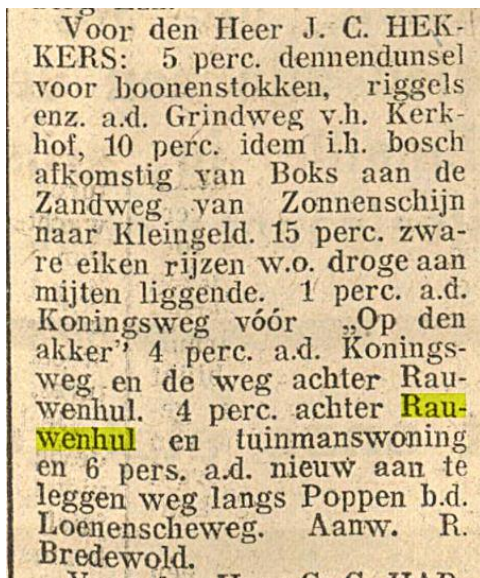 Voor den Heer J. C. HEK-
KERS: 5 perc. dennendunsel
voor boonenstokken, riggels
enz. a.d. Grindweg v.h. Kerk-
hof, 10 perc. idem i.h. bosch
afkomstig van Boks aan de
Zandweg van Zonnenschijn
naar Kleingeld. 15 perc. zwa-
re eiken rijzen w.o. droge aan
mijten liggende. 1 perc. a.d.
Koningsweg vóór „Op den
akker” 4 perc. a.d. Konings-
weg en de weg achter Rau-
wenhul. 4 perc. achter Rau-
wenhul en tuinmanswoning
en 6 pers. a.d. nieuw aan te
leggen weg langs Poppen b.d.
Loenenscheweg. Aanw. R.
Bredewold.